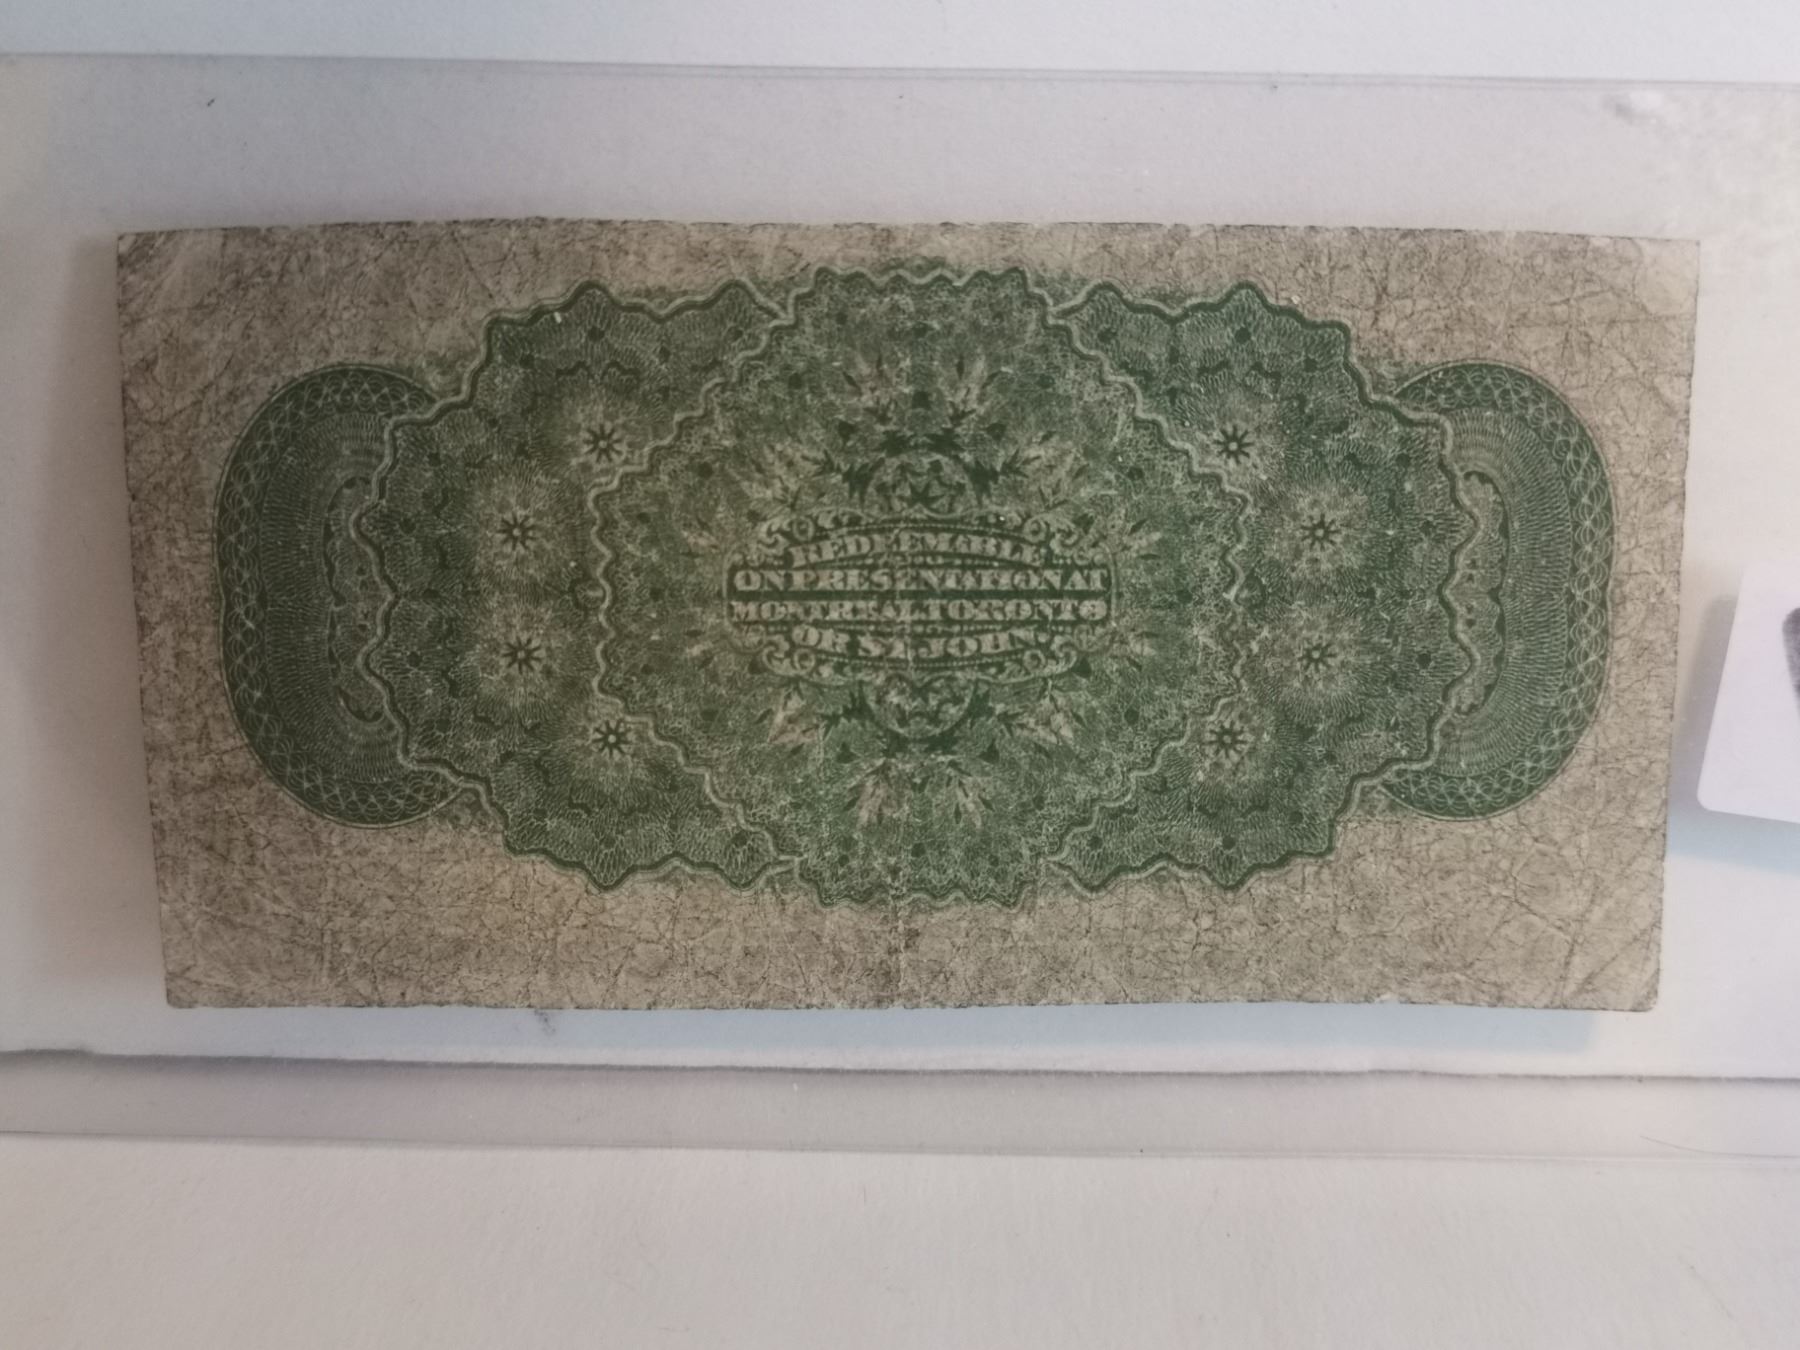 REDEEMABLE
ON PRESENTATION AT
MONTREAL TORONTO
OR ST JOHN.